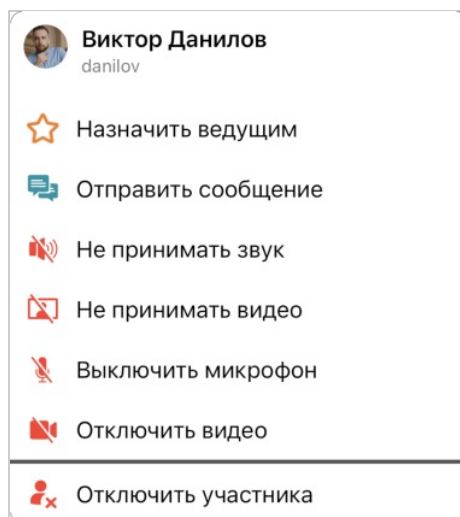 Виктор Данилов
danilov
Назначить ведущим
Отправить сообщение
Не принимать звук
Не принимать видео
Выключить микрофон
Отключить видео
Отключить участника